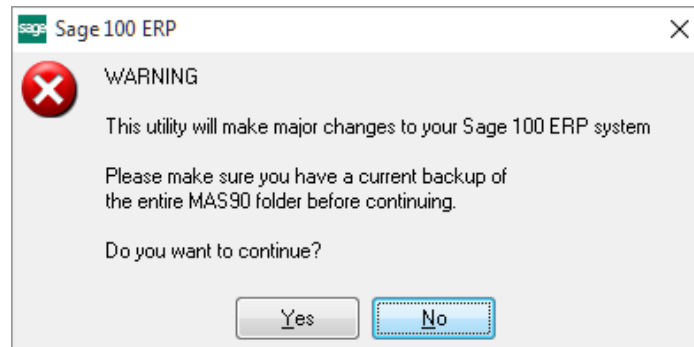 sage Sage 100 ERP
WARNING
This utility will make major changes to your Sage 100 ERP system
Please make sure you have a current backup of
the entire MAS90 folder before continuing.
Do you want to continue?
Yes No